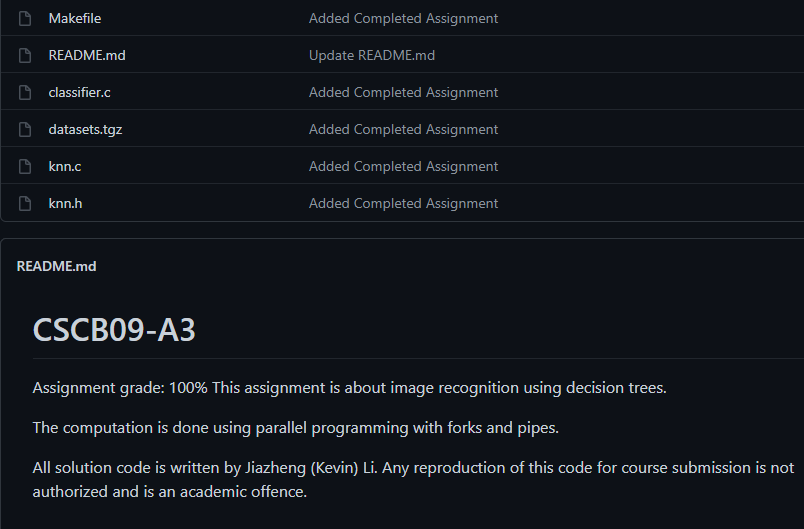 Makefile Added Completed Assignment
README.md Update README.md
classifier.c Added Completed Assignment
datasets.tgz Added Completed Assignment
knn.c Added Completed Assignment
knn.h Added Completed Assignment
README.md
CSCB09-A3
Assignment grade: 100% This assignment is about image recognition using decision trees.
The computation is done using parallel programming with forks and pipes.
All solution code is written by Jiazheng (Kevin) Li. Any reproduction of this code for course submission is not
authorized and is an academic offence.